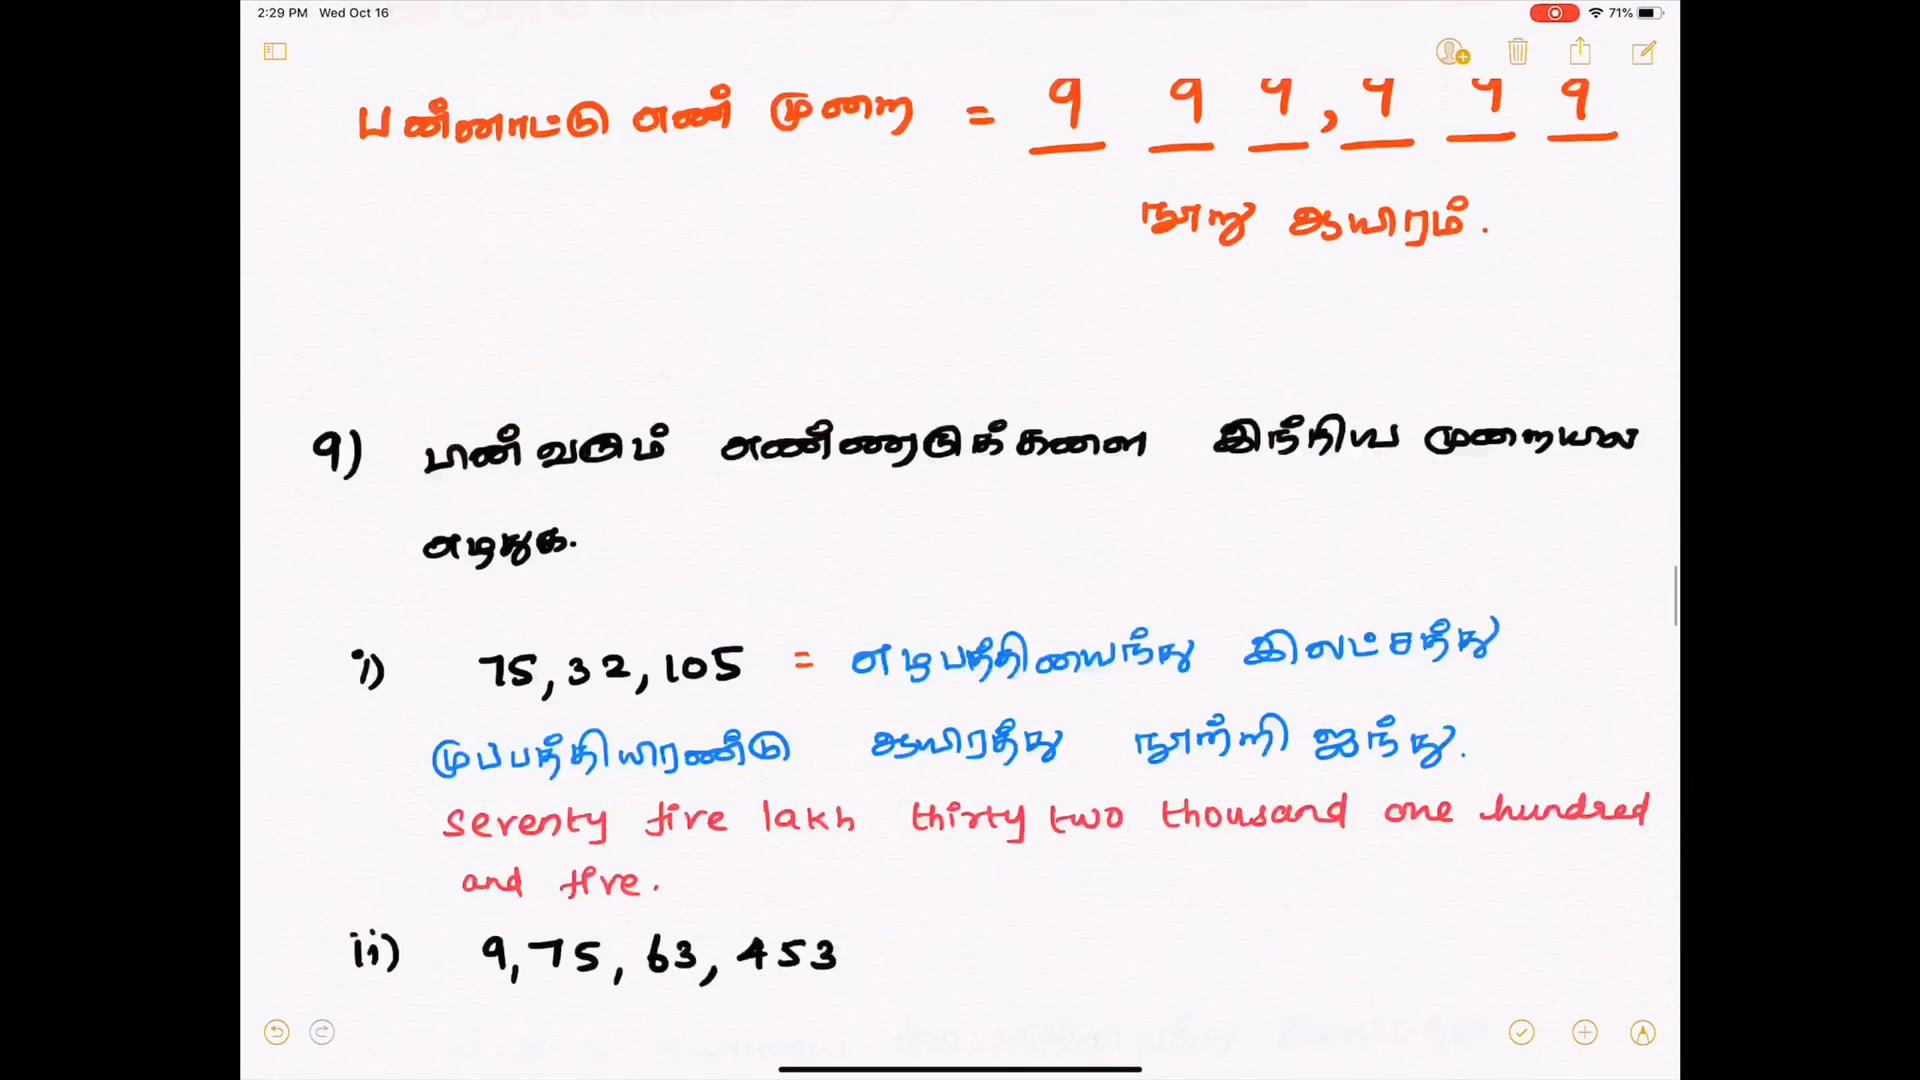 2:29 PM Wed Oct 16
71%
பன்னாட்டு எண் முறை = 9 9 4 , 4 4 9
நூறு ஆயிரம் .
9) பின் வரும் எண்ணுருக்களை இந்திய முறையில்
எழுதுக.
i) 75,32,105 = எழுபத்தியைந்து இலட்சத்து
முப்பத்தியிரண்டு ஆயிரத்து நூற்றி ஐந்து.
seventy five lakh thirty two thousand one hundred
and five.
ii) 9,75,63,453